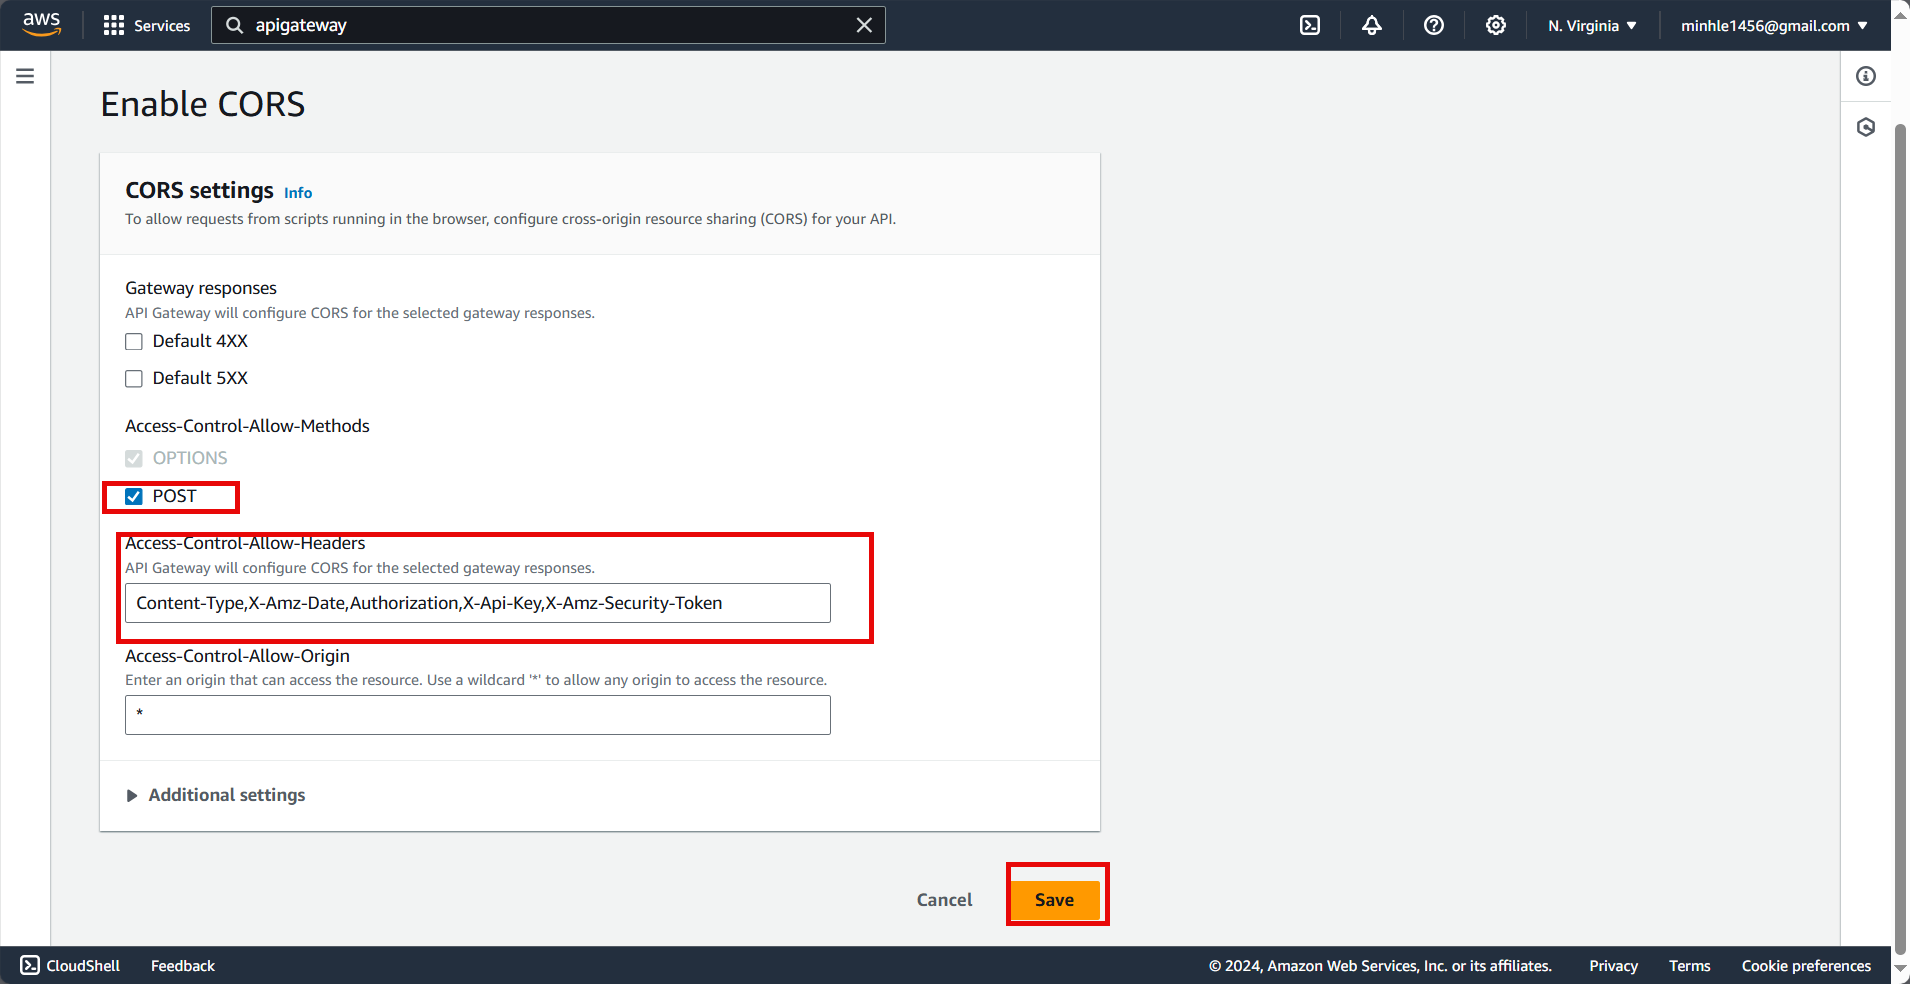 aws
Services
apigateway
N. Virginia
minhle1456@gmail.com
Enable CORS
CORS settings Info
To allow requests from scripts running in the browser, configure cross-origin resource sharing (CORS) for your API.
Gateway responses
API Gateway will configure CORS for the selected gateway responses.
Default 4XX
Default 5XX
Access-Control-Allow-Methods
OPTIONS
POST
Access-Control-Allow-Headers
API Gateway will configure CORS for the selected gateway responses.
Content-Type,X-Amz-Date,Authorization,X-Api-Key,X-Amz-Security-Token
Access-Control-Allow-Origin
Enter an origin that can access the resource. Use a wildcard '*' to allow any origin to access the resource.
*
Additional settings
Cancel
Save
CloudShell
Feedback
© 2024, Amazon Web Services, Inc. or its affiliates.
Privacy
Terms
Cookie preferences